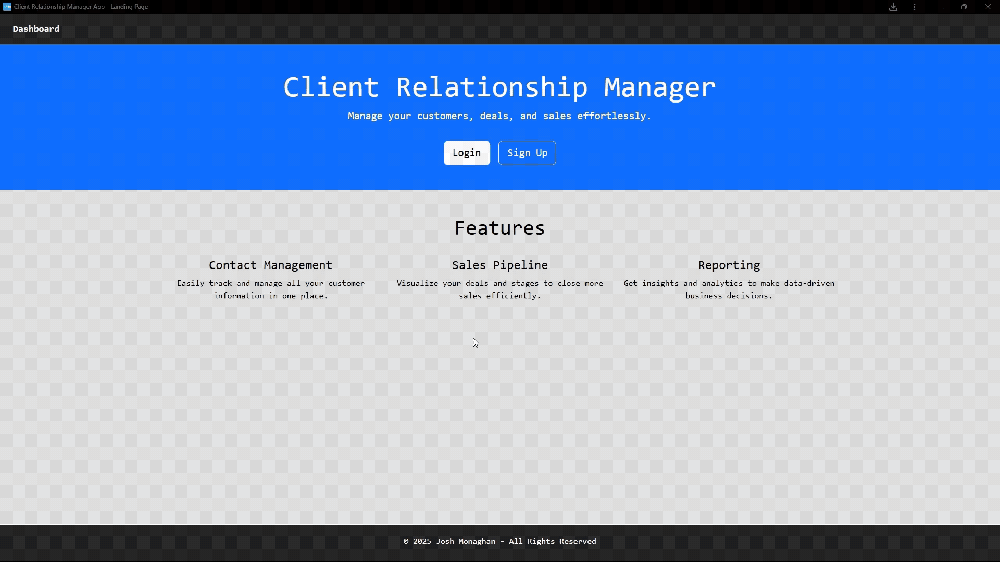 Client Relationship Manager App - Landing Page
Dashboard
Client Relationship Manager
Manage your customers, deals, and sales effortlessly.
Login
Sign Up
Features
Contact Management
Easily track and manage all your customer
information in one place.
Sales Pipeline
Visualize your deals and stages to close more
sales efficiently.
Reporting
Get insights and analytics to make data-driven
business decisions.
© 2025 Josh Monaghan - All Rights Reserved